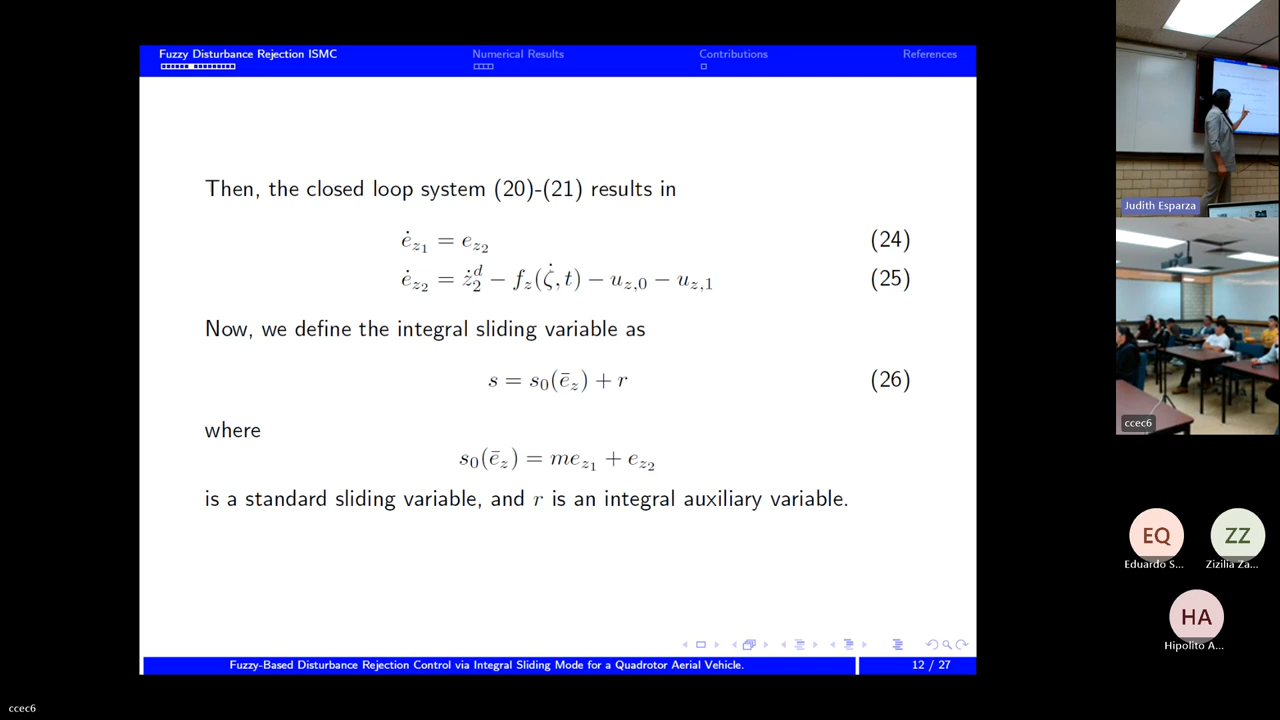 Fuzzy Disturbance Rejection ISMC
Numerical Results
Contributions
References
Then, the closed loop system (20)-(21) results in
ė_{z_1} = e_{z_2} (24)
ė_{z_2} = ż_2^d − f_z(ζ̇, t) − u_{z,0} − u_{z,1} (25)
Now, we define the integral sliding variable as
s = s_0(ē_z) + r (26)
where
s_0(ē_z) = me_{z_1} + e_{z_2}
is a standard sliding variable, and r is an integral auxiliary variable.
Fuzzy-Based Disturbance Rejection Control via Integral Sliding Mode for a Quadrotor Aerial Vehicle.
12 / 27
Judith Esparza
ccec6
EQ
Eduardo S...
ZZ
Zizilia Za...
HA
Hipolito A...
ccec6